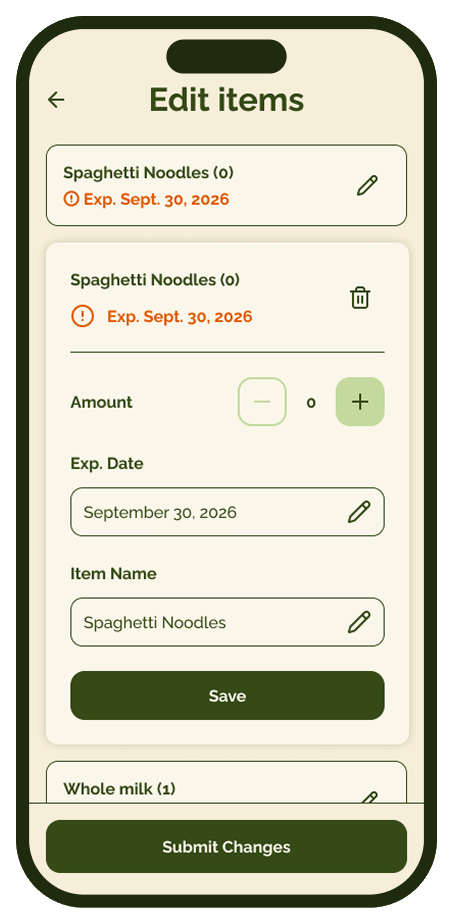 Edit items
Spaghetti Noodles (0)
Exp. Sept. 30, 2026
Spaghetti Noodles (0)
Exp. Sept. 30, 2026
Amount
0
Exp. Date
September 30, 2026
Item Name
Spaghetti Noodles
Save
Whole milk (1)
Submit Changes